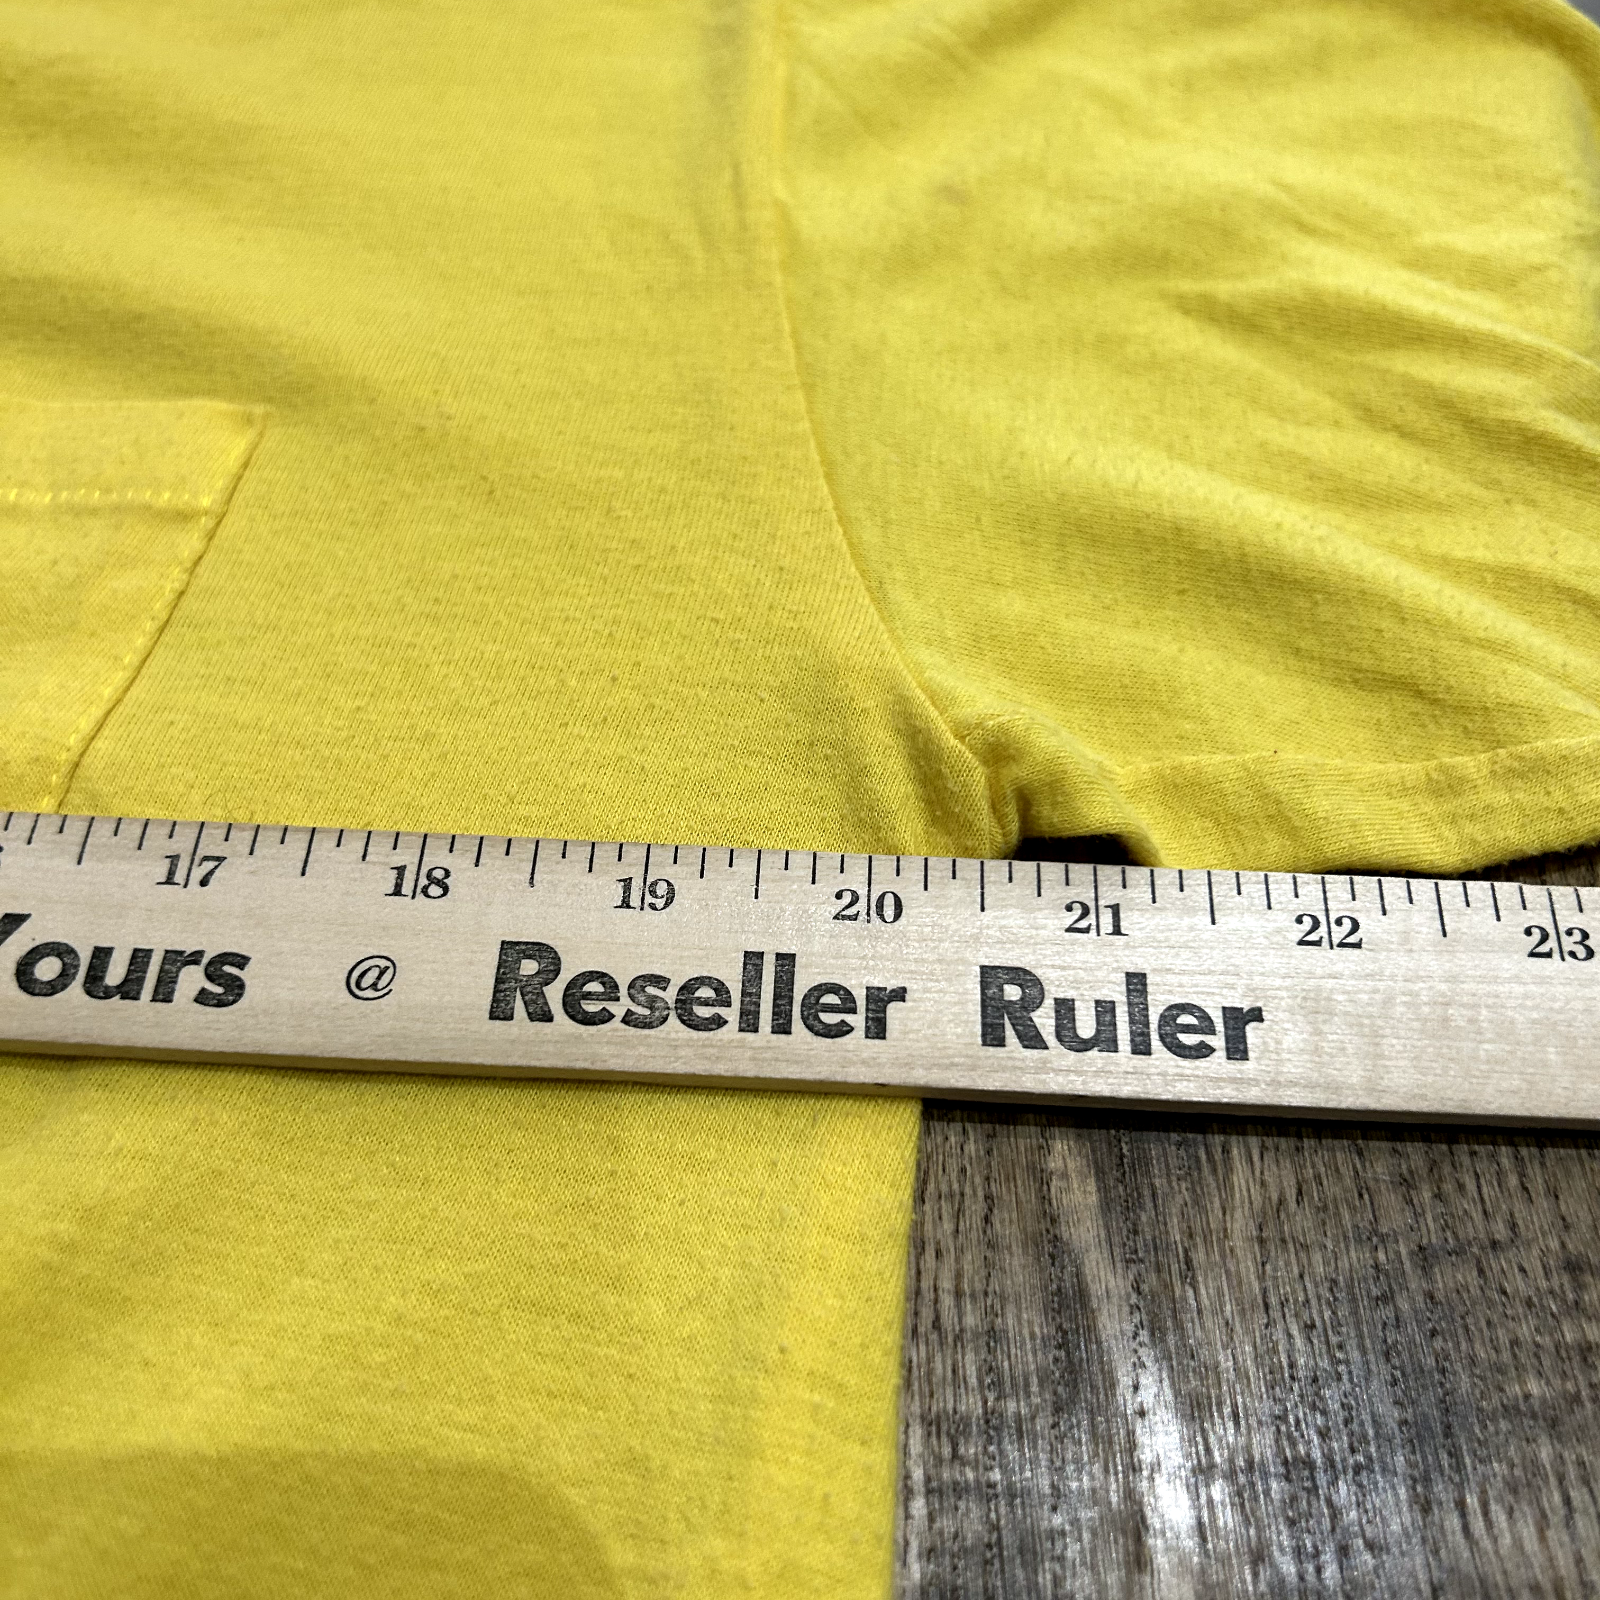 17 18 19 20 21 22 23
Yours @ Reseller Ruler